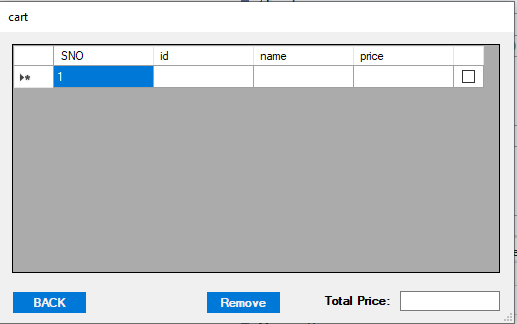 cart
SNO id name price
1
BACK Remove Total Price: